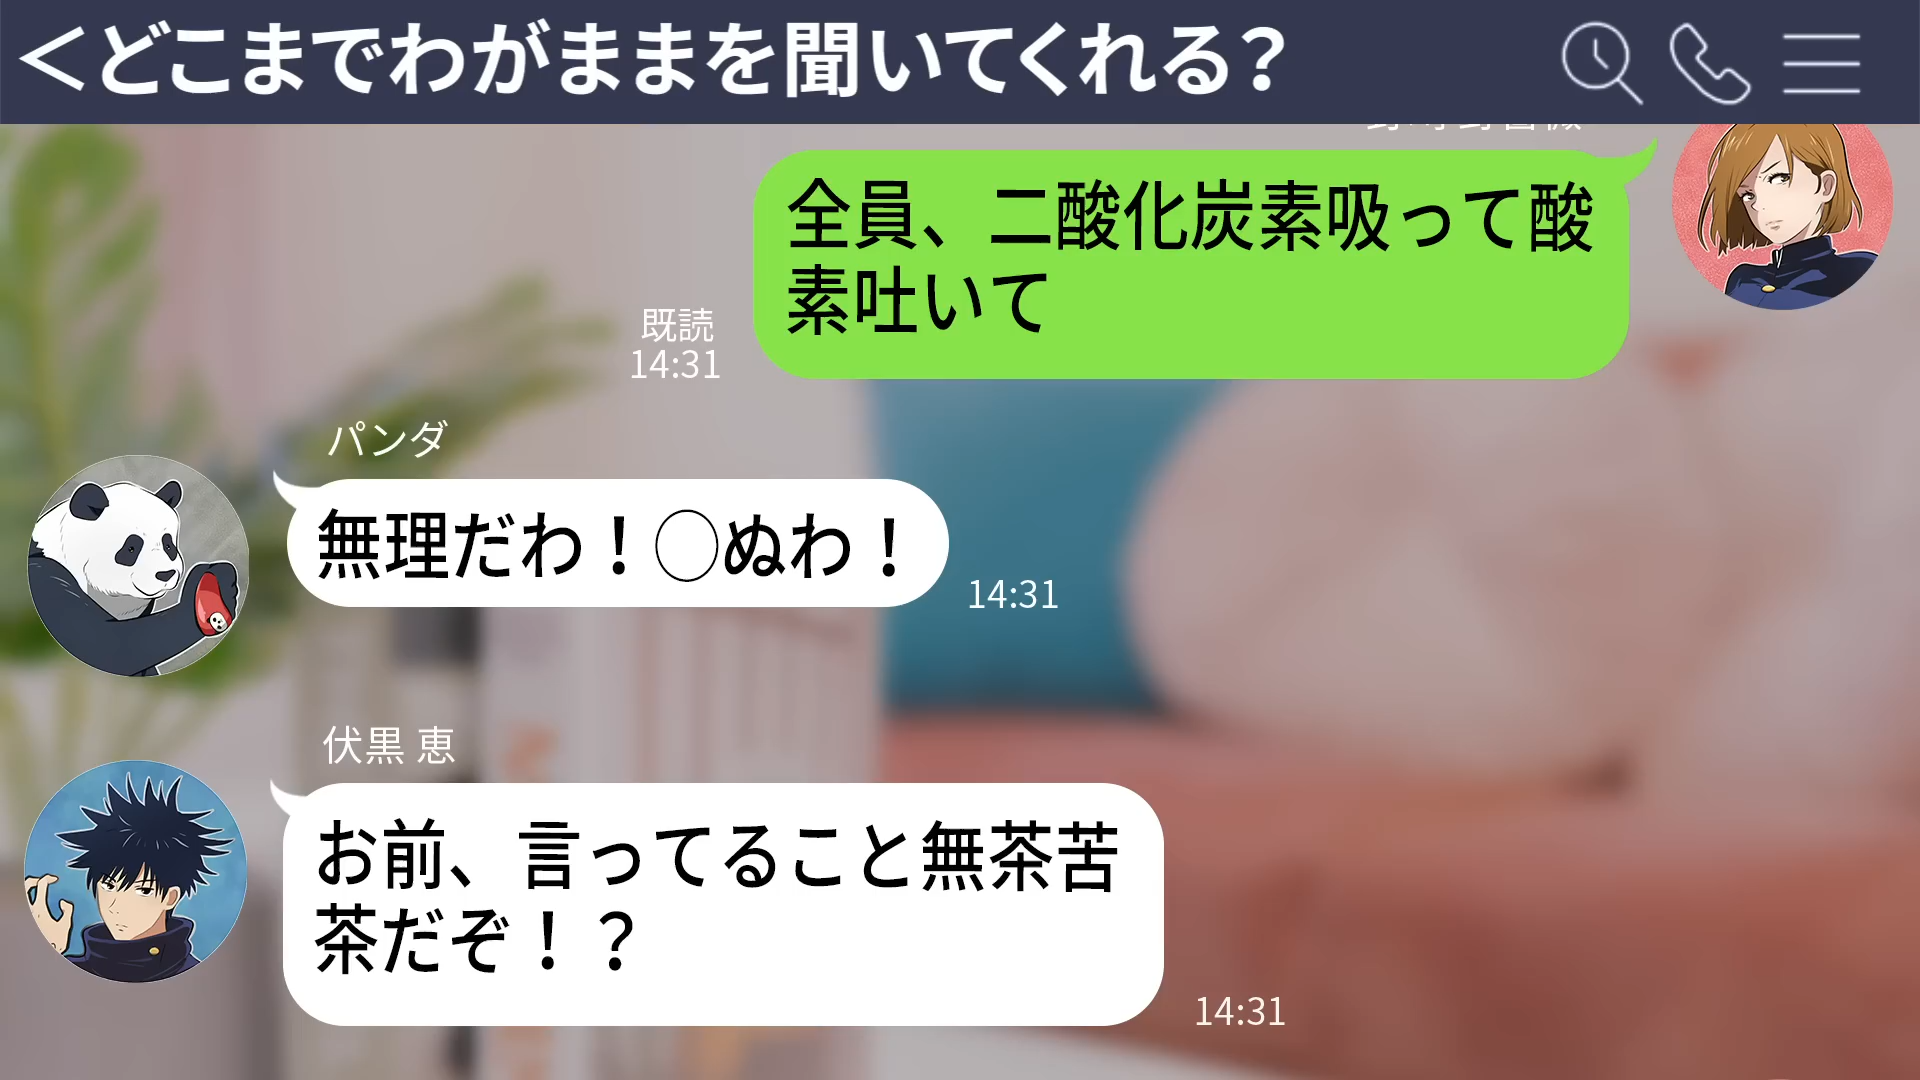 <どこまでわがままを聞いてくれる?
全員、二酸化炭素吸って酸
素吐いて
既読
14:31
パンダ
無理だわ！◯ぬわ！
14:31
伏黒 恵
お前、言ってること無茶苦
茶だぞ！？
14:31